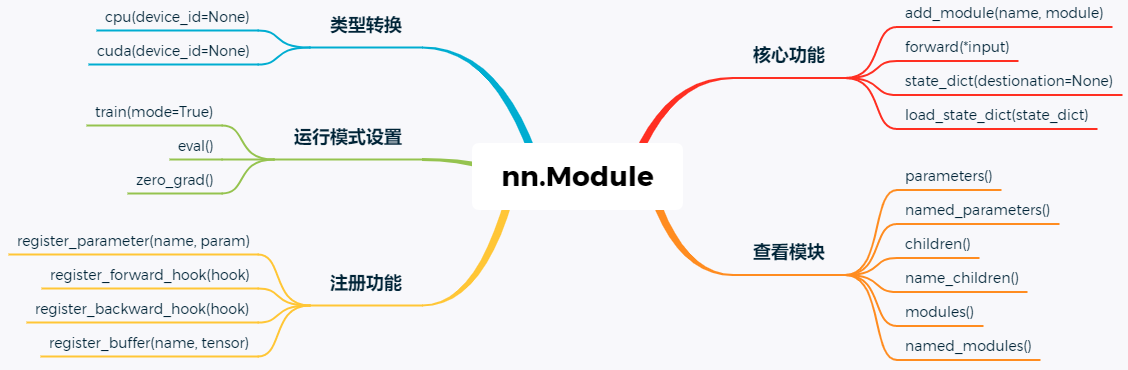 nn.Module
类型转换
cpu(device_id=None)
cuda(device_id=None)
运行模式设置
train(mode=True)
eval()
zero_grad()
注册功能
register_parameter(name, param)
register_forward_hook(hook)
register_backward_hook(hook)
register_buffer(name, tensor)
核心功能
add_module(name, module)
forward(*input)
state_dict(destionation=None)
load_state_dict(state_dict)
查看模块
parameters()
named_parameters()
children()
name_children()
modules()
named_modules()